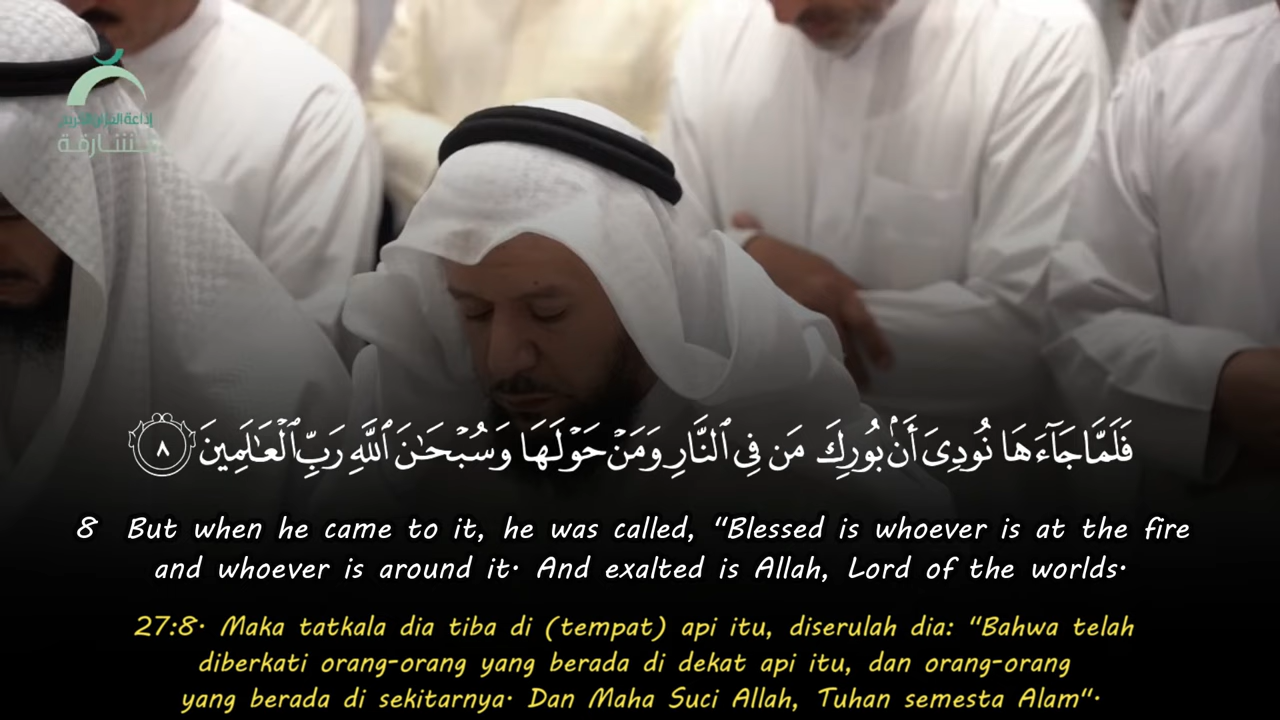 إذاعة القرآن الكريم
مشارقة
فَلَمَّا جَآءَهَا نُودِىَ أَنۢ بُورِكَ مَن فِى ٱلنَّارِ وَمَنْ حَوْلَهَا وَسُبْحَـٰنَ ٱللَّهِ رَبِّ ٱلْعَـٰلَمِينَ ٨
8 But when he came to it, he was called, “Blessed is whoever is at the fire
and whoever is around it. And exalted is Allah, Lord of the worlds.
27:8. Maka tatkala dia tiba di (tempat) api itu, diserulah dia: “Bahwa telah
diberkati orang-orang yang berada di dekat api itu, dan orang-orang
yang berada di sekitarnya. Dan Maha Suci Allah, Tuhan semesta Alam“.